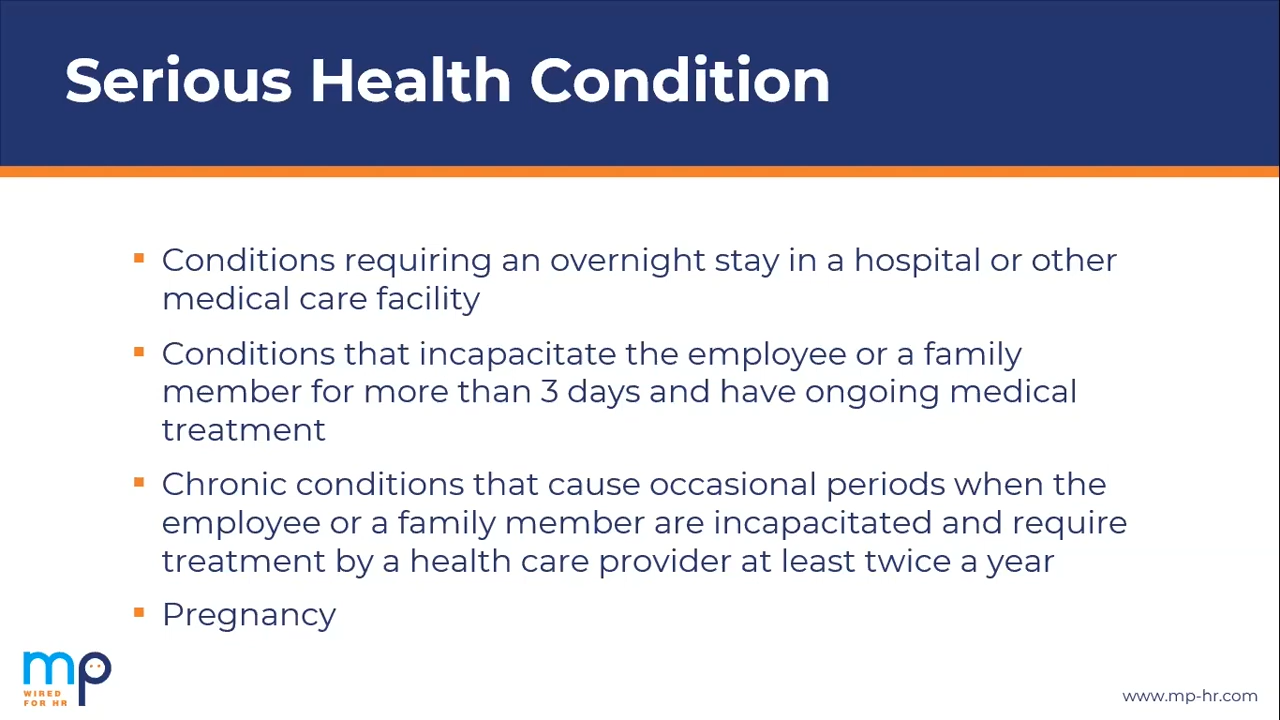 Serious Health Condition
Conditions requiring an overnight stay in a hospital or other
medical care facility
Conditions that incapacitate the employee or a family
member for more than 3 days and have ongoing medical
treatment
Chronic conditions that cause occasional periods when the
employee or a family member are incapacitated and require
treatment by a health care provider at least twice a year
Pregnancy
mp
WIRED
FOR HR
www.mp-hr.com